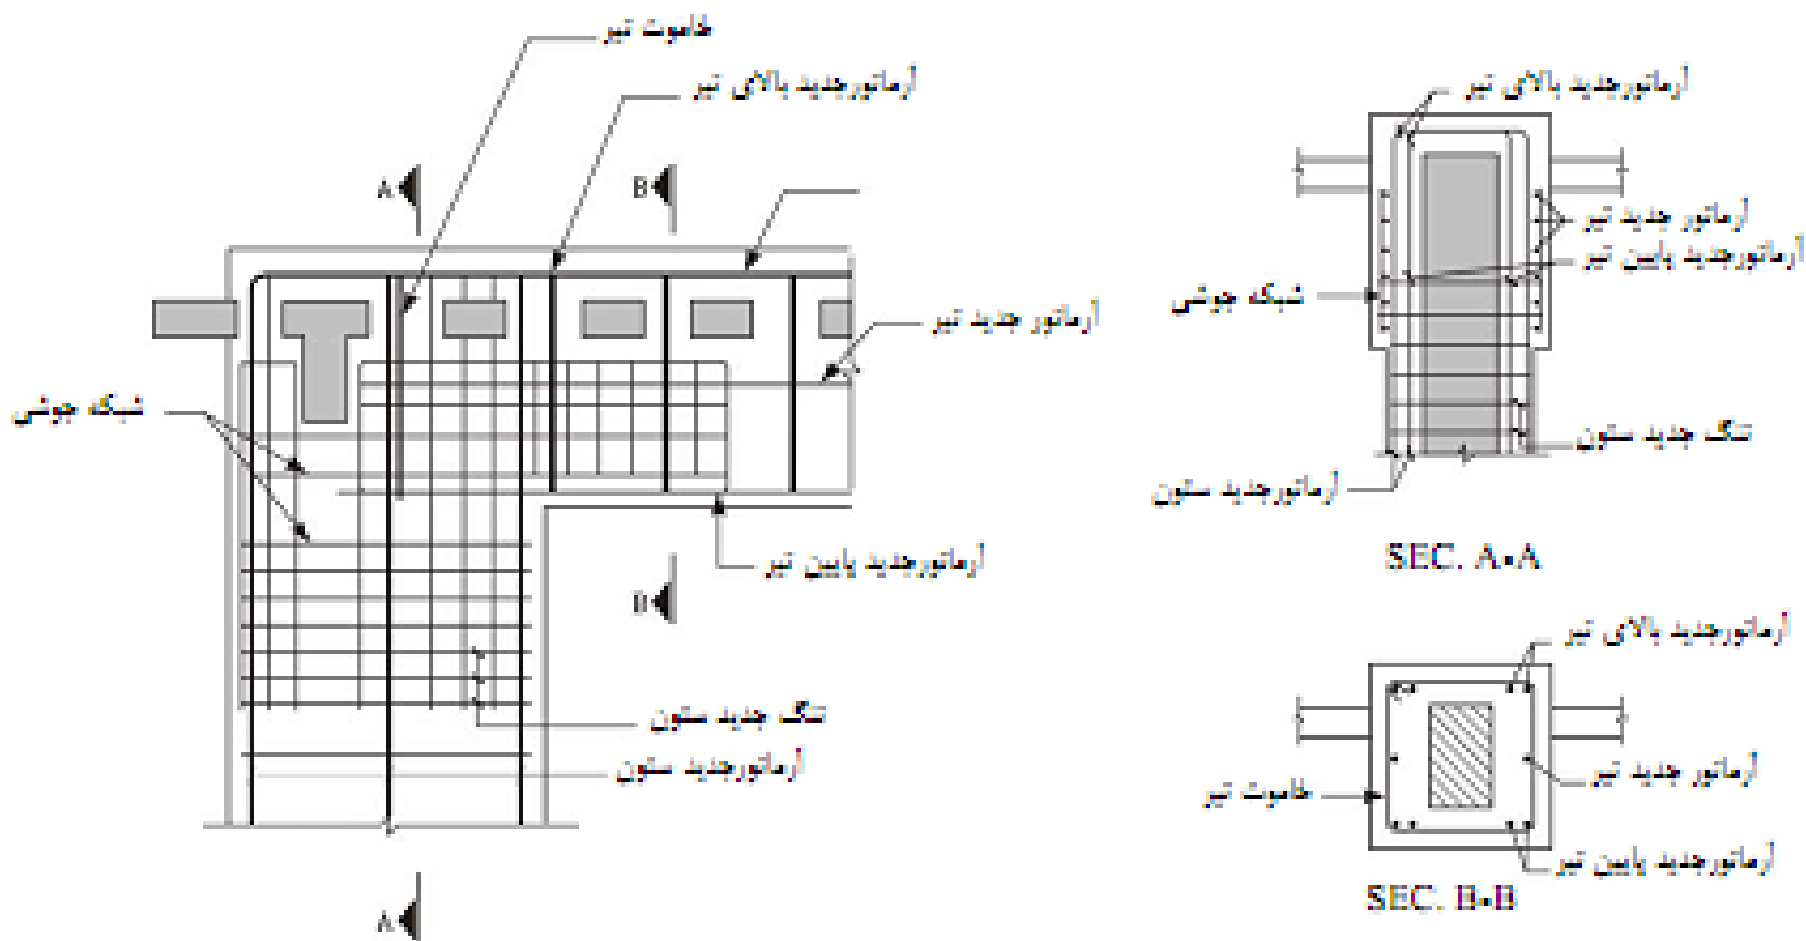 خاموت تیر
آرماتورجدید بالای تیر
A
B
آرماتور جدید تیر
شبکه جوشی
آرماتورجدید پایین تیر
B
تنگ جدید ستون
آرماتورجدید ستون
A
آرماتورجدید بالای تیر
آرماتور جدید تیر
آرماتورجدید پایین تیر
شبکه جوشی
تنگ جدید ستون
آرماتورجدید ستون
SEC. A-A
آرماتورجدید بالای تیر
آرماتور جدید تیر
خاموت تیر
آرماتورجدید پایین تیر
SEC. B-B